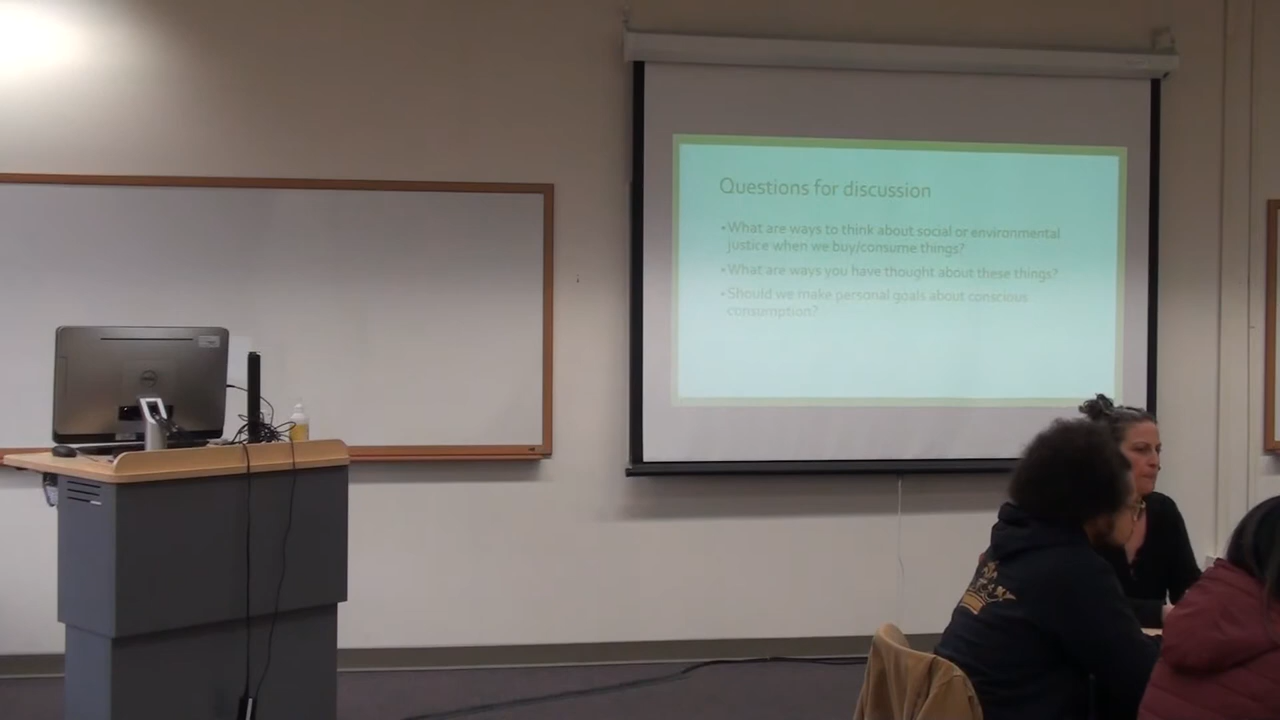 Questions for discussion
•What are ways to think about social or environmental
justice when we buy/consume things?
•What are ways you have thought about these things?
•Should we make personal goals about conscious
consumption?
DELL